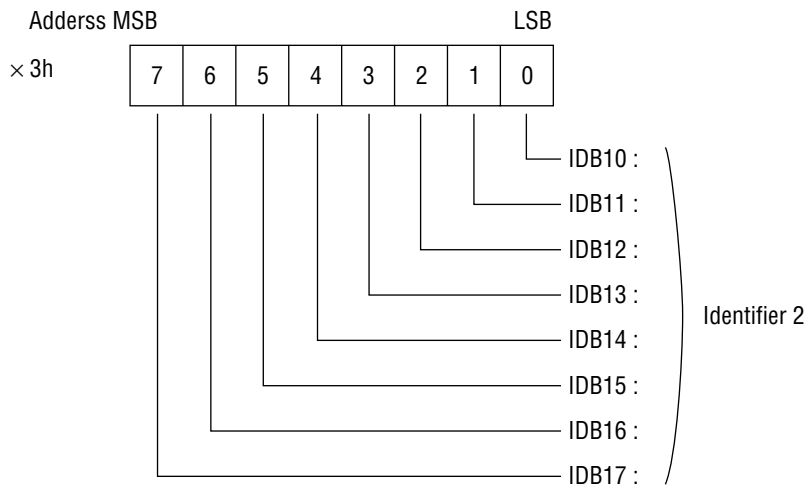 Adderss MSB LSB
× 3h 7 6 5 4 3 2 1 0
IDB10 :
IDB11 :
IDB12 :
IDB13 :
Identifier 2
IDB14 :
IDB15 :
IDB16 :
IDB17 :